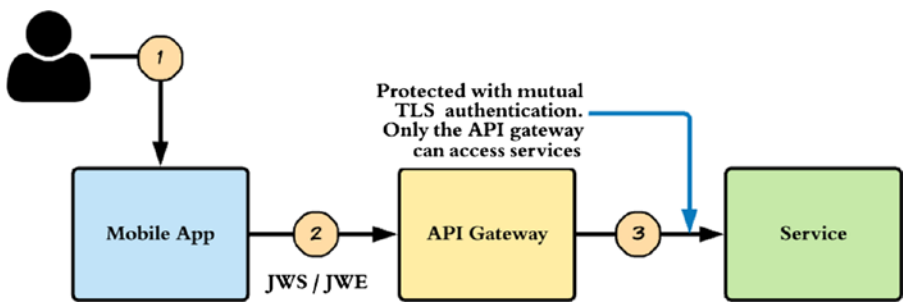 1
Protected with mutual
TLS authentication.
Only the API gateway
can access services
Mobile App
2
JWS / JWE
API Gateway
3
Service